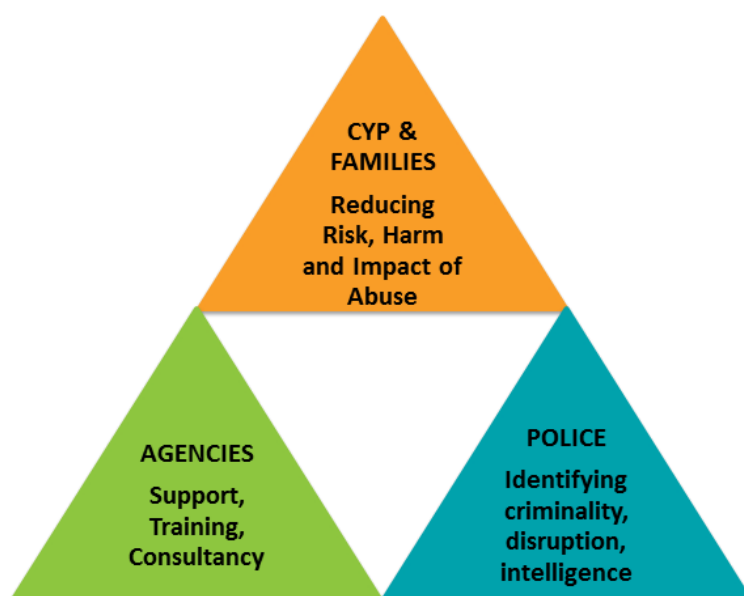 CYP &
FAMILIES
Reducing
Risk, Harm
and Impact of
Abuse
AGENCIES
Support,
Training,
Consultancy
POLICE
Identifying
criminality,
disruption,
intelligence